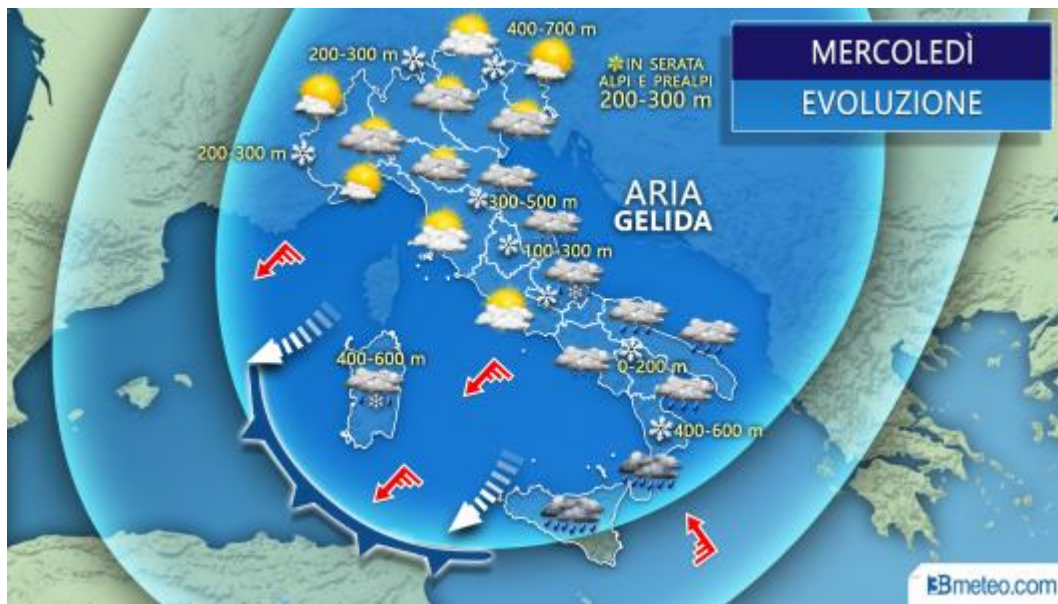 MERCOLEDÌ
EVOLUZIONE
400-700 m
200-300 m
IN SERATA
ALPI E PREALPI
200-300 m
200-300 m
300-500 m
ARIA
GELIDA
100-300 m
400-600 m
0-200 m
400-600 m
3Bmeteo.com